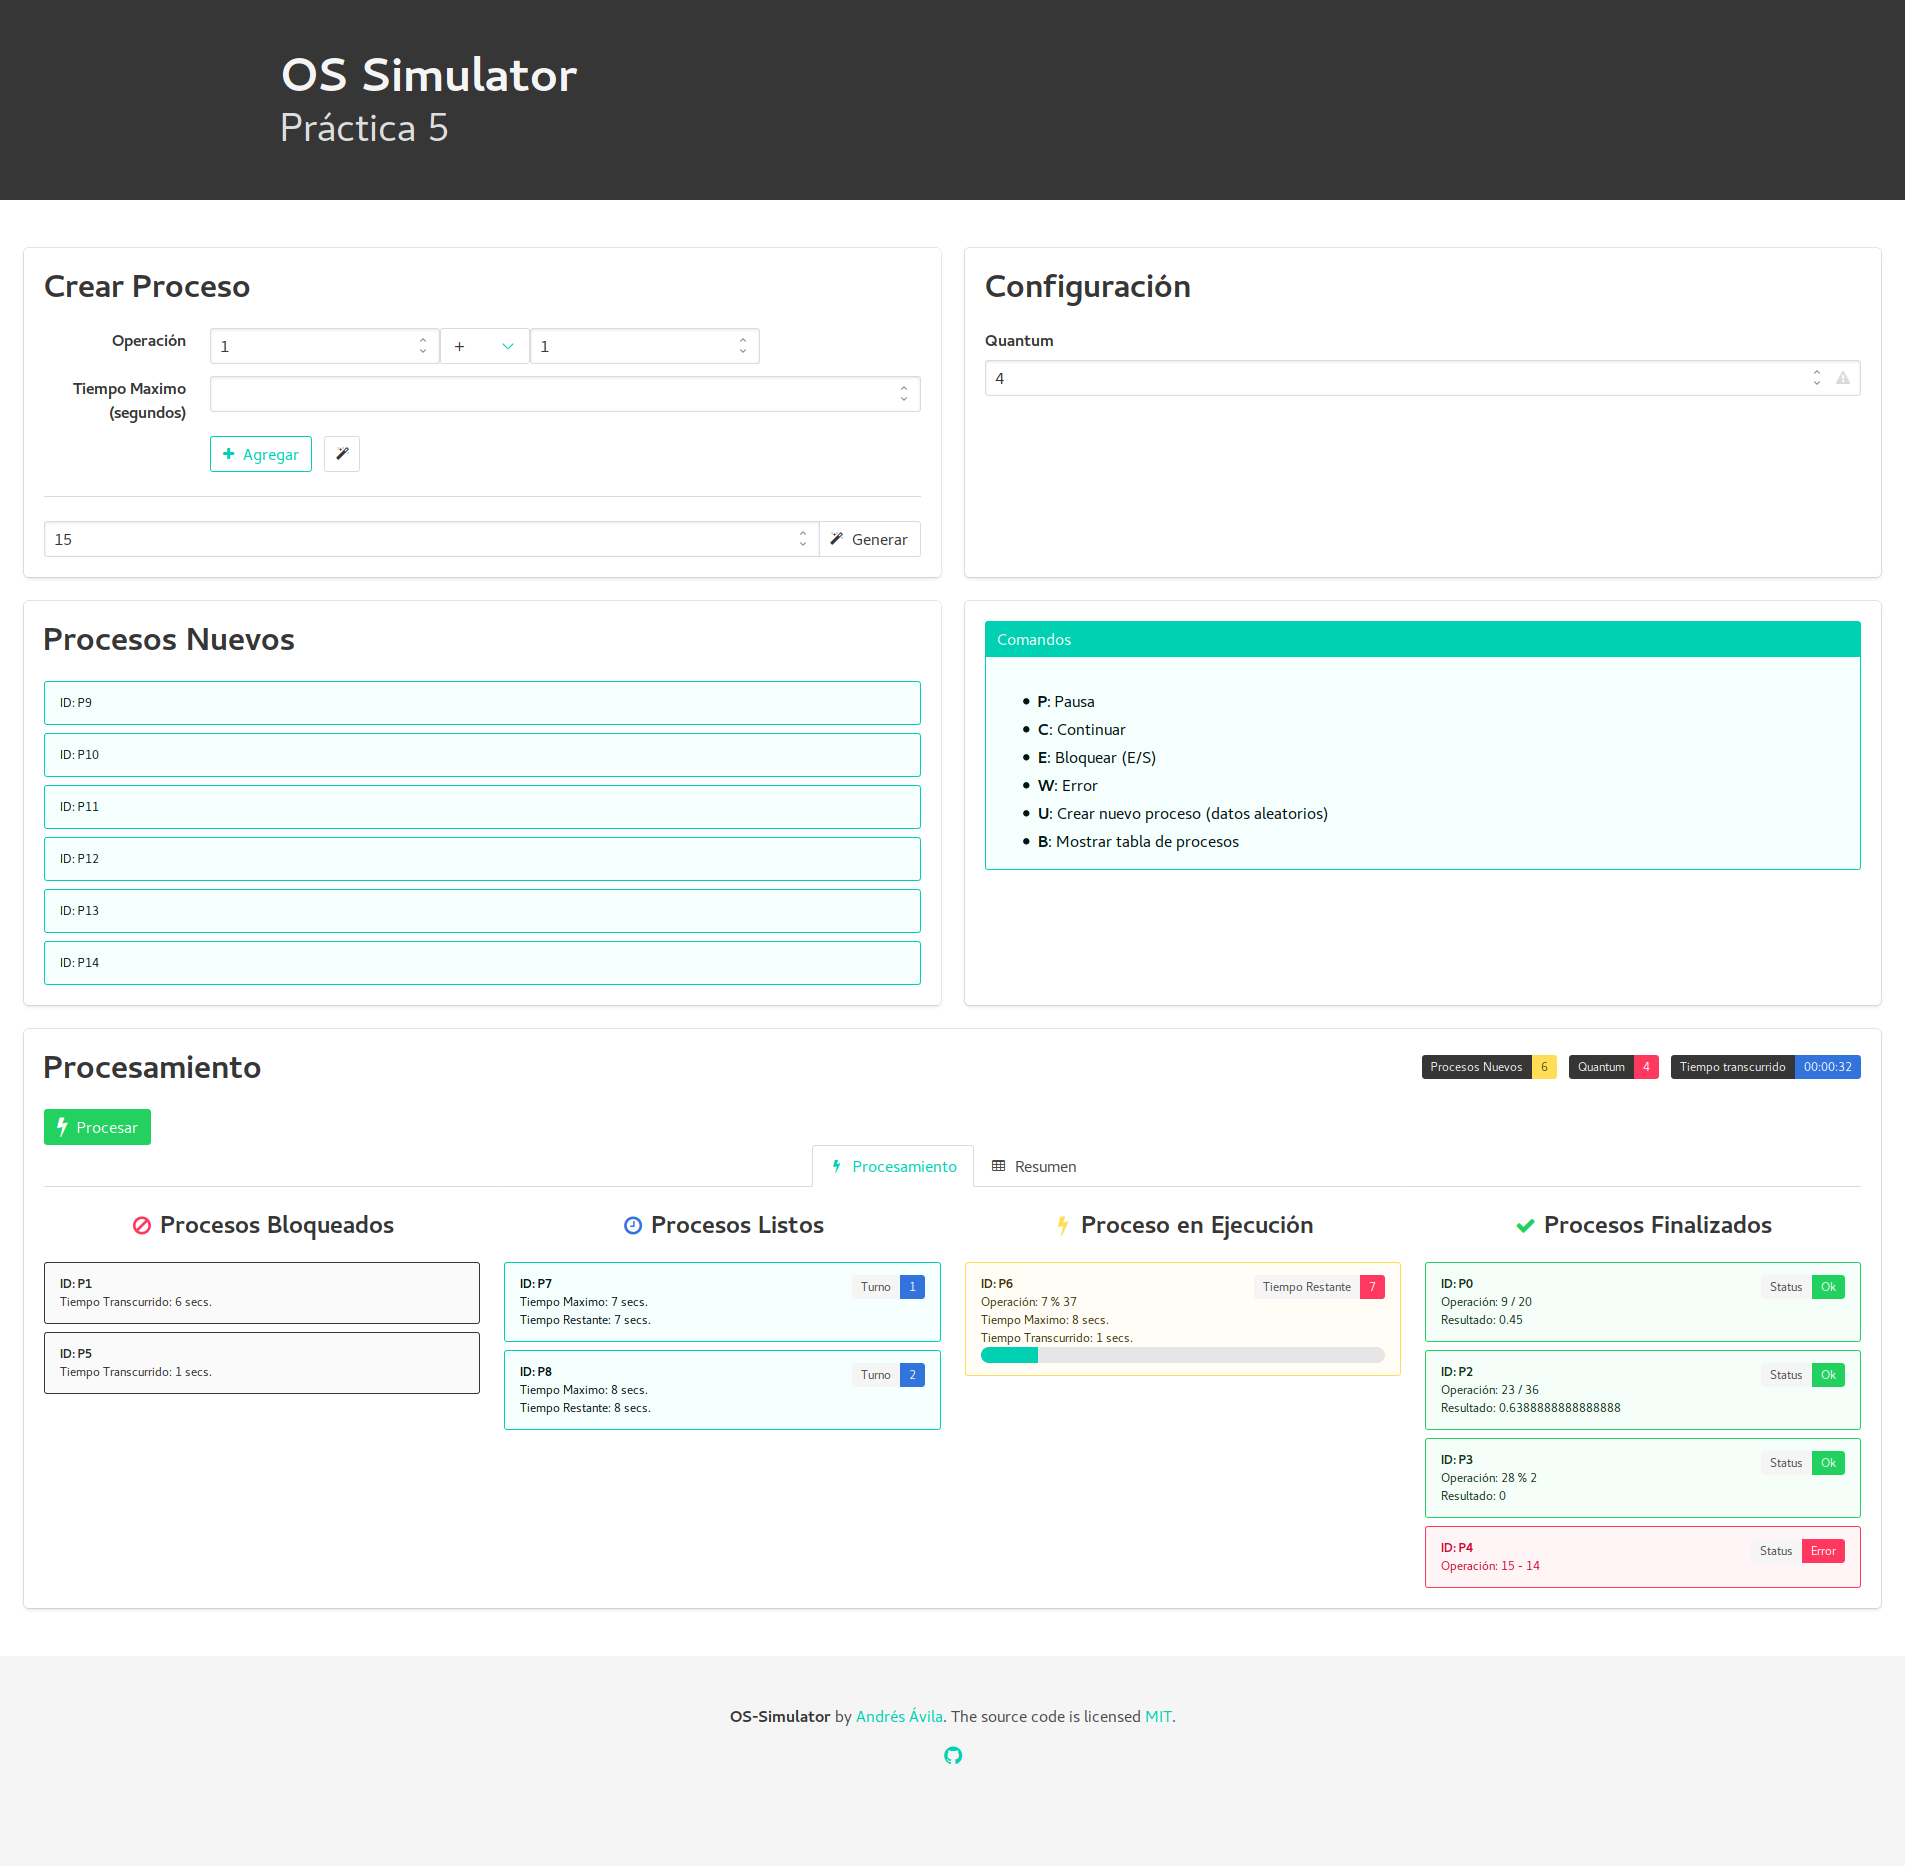 OS Simulator
Práctica 5
Crear Proceso
Operación
1
+
1
Tiempo Maximo
(segundos)
Agregar
15
Generar
Configuración
Quantum
4
Procesos Nuevos
ID: P9
ID: P10
ID: P11
ID: P12
ID: P13
ID: P14
Comandos
P: Pausa
C: Continuar
E: Bloquear (E/S)
W: Error
U: Crear nuevo proceso (datos aleatorios)
B: Mostrar tabla de procesos
Procesamiento
Procesos Nuevos 6
Quantum 4
Tiempo transcurrido 00:00:32
Procesar
Procesamiento
Resumen
Procesos Bloqueados
ID: P1
Tiempo Transcurrido: 6 secs.
ID: P5
Tiempo Transcurrido: 1 secs.
Procesos Listos
ID: P7
Turno 1
Tiempo Maximo: 7 secs.
Tiempo Restante: 7 secs.
ID: P8
Turno 2
Tiempo Maximo: 8 secs.
Tiempo Restante: 8 secs.
Proceso en Ejecución
ID: P6
Tiempo Restante 7
Operación: 7 % 37
Tiempo Maximo: 8 secs.
Tiempo Transcurrido: 1 secs.
Procesos Finalizados
ID: P0
Status Ok
Operación: 9 / 20
Resultado: 0.45
ID: P2
Status Ok
Operación: 23 / 36
Resultado: 0.6388888888888888
ID: P3
Status Ok
Operación: 28 % 2
Resultado: 0
ID: P4
Status Error
Operación: 15 - 14
OS-Simulator by Andrés Ávila. The source code is licensed MIT.